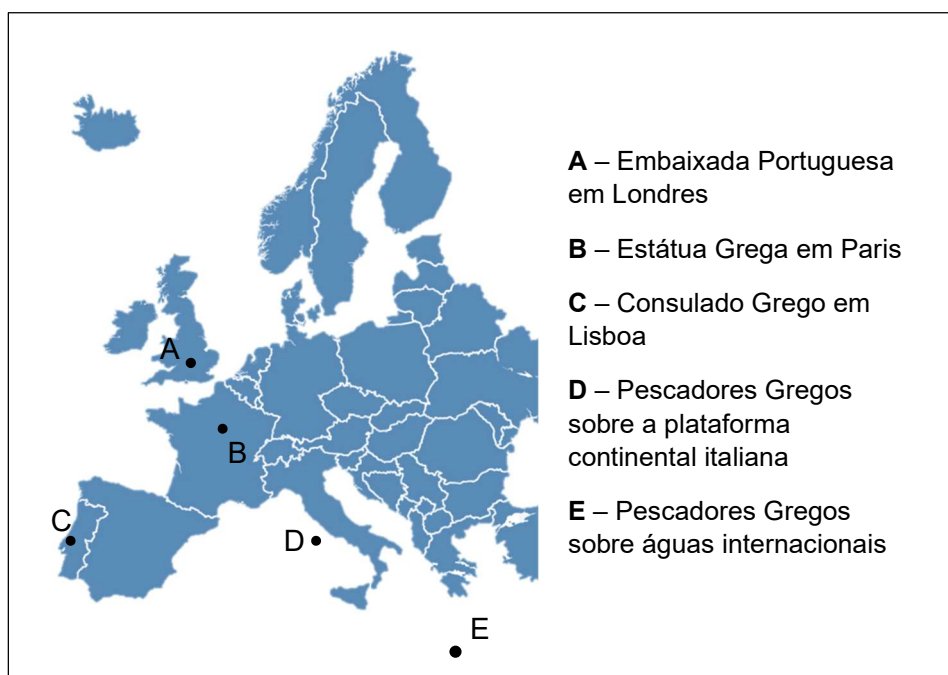 A
B
C
D
E
A – Embaixada Portuguesa
em Londres
B – Estátua Grega em Paris
C – Consulado Grego em
Lisboa
D – Pescadores Gregos
sobre a plataforma
continental italiana
E – Pescadores Gregos
sobre águas internacionais